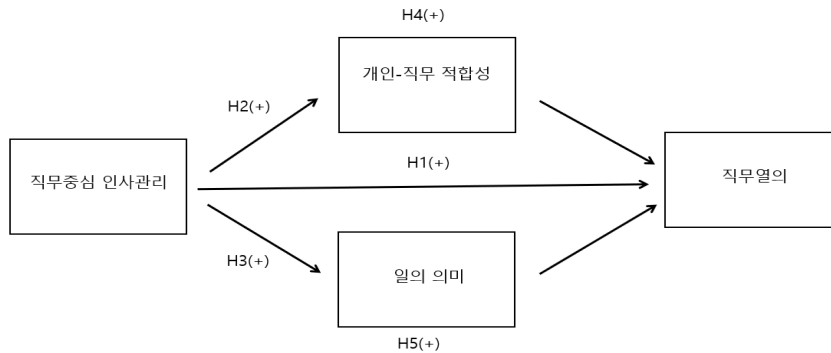 H4(+)
개인-직무 적합성
H2(+)
H1(+)
직무중심 인사관리
직무열의
H3(+)
일의 의미
H5(+)